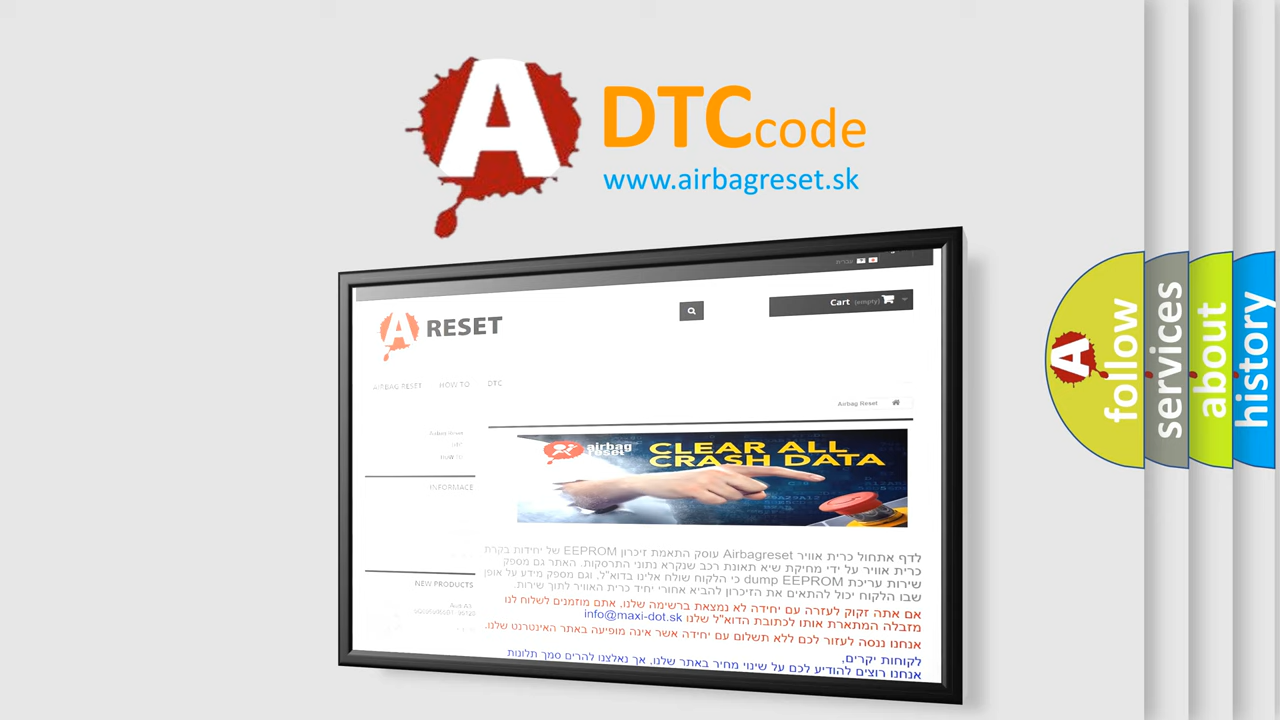 A DTC code
www.airbagreset.sk
עברית
A RESET
Cart (empty)
AIRBAG RESET HOW TO DTC
Airbag Reset
Airbag Reset
HOW TO
INFORMACE
NEW PRODUCTS
airbag reset
CLEAR ALL
CRASH DATA
לדף אתחול כרית אוויר Airbagreset עוסק התאמת זיכרון EEPROM של יחידות בקרת
כרית אוויר על ידי מחיקת שיא תאונת רכב שנקרא נתוני התרסקות. האתר גם מספק
שירות עריכת dump EEPROM כי הלקוח שולח אלינו בדוא"ל, וגם מספק מידע על אופן
שבו הלקוח יכול להתאים את הזיכרון להביא אחורי יחיד כרית האוויר לתוך שירות.
אם אתה זקוק לעזרה עם יחידה לא נמצאת ברשימה שלנו, אתם מוזמנים לשלוח לנו
מזבלה המתארת אותו לכתובת הדוא"ל שלנו info@maxi-dot.sk
אנחנו ננסה לעזור לכם ללא תשלום עם יחידה אשר אינה מופיעה באתר האינטרנט שלנו.
לקוחות יקרים,
אנחנו רוצים להודיע לכם על שינוי מחיר באתר שלנו, אך נאלצנו להרים סמך תלונות
A follow
services
about
history